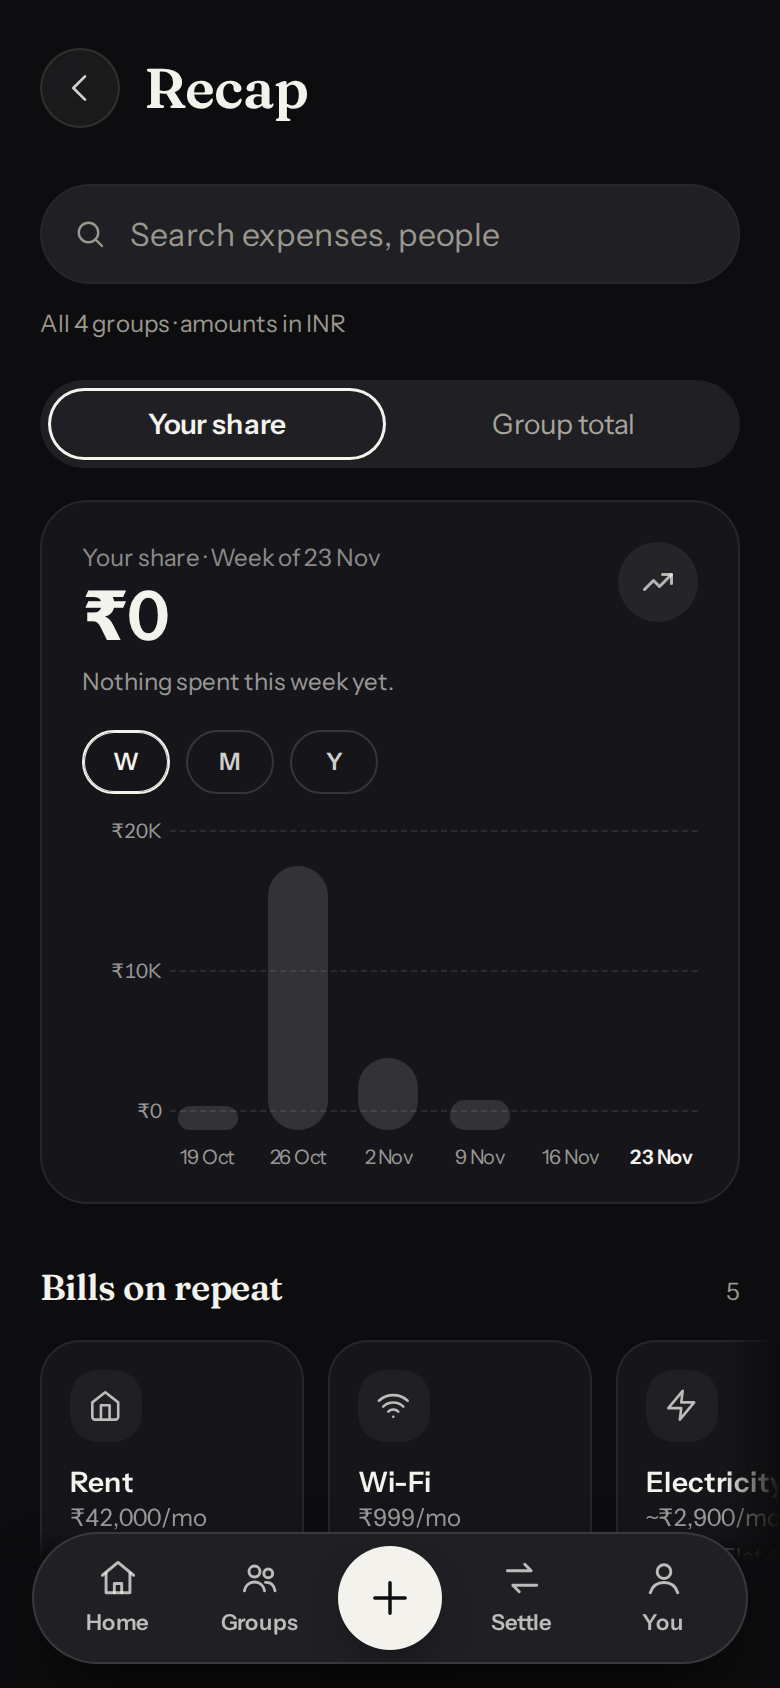 Recap
Search expenses, people
All 4 groups · amounts in INR
Your share
Group total
Your share · Week of 23 Nov
₹0
Nothing spent this week yet.
W
M
Y
₹20K
₹10K
₹0
19 Oct
26 Oct
2 Nov
9 Nov
16 Nov
23 Nov
Bills on repeat
5
Rent
₹42,000/mo
Wi-Fi
₹999/mo
Electricity
~₹2,900/mo
Home
Groups
Settle
You